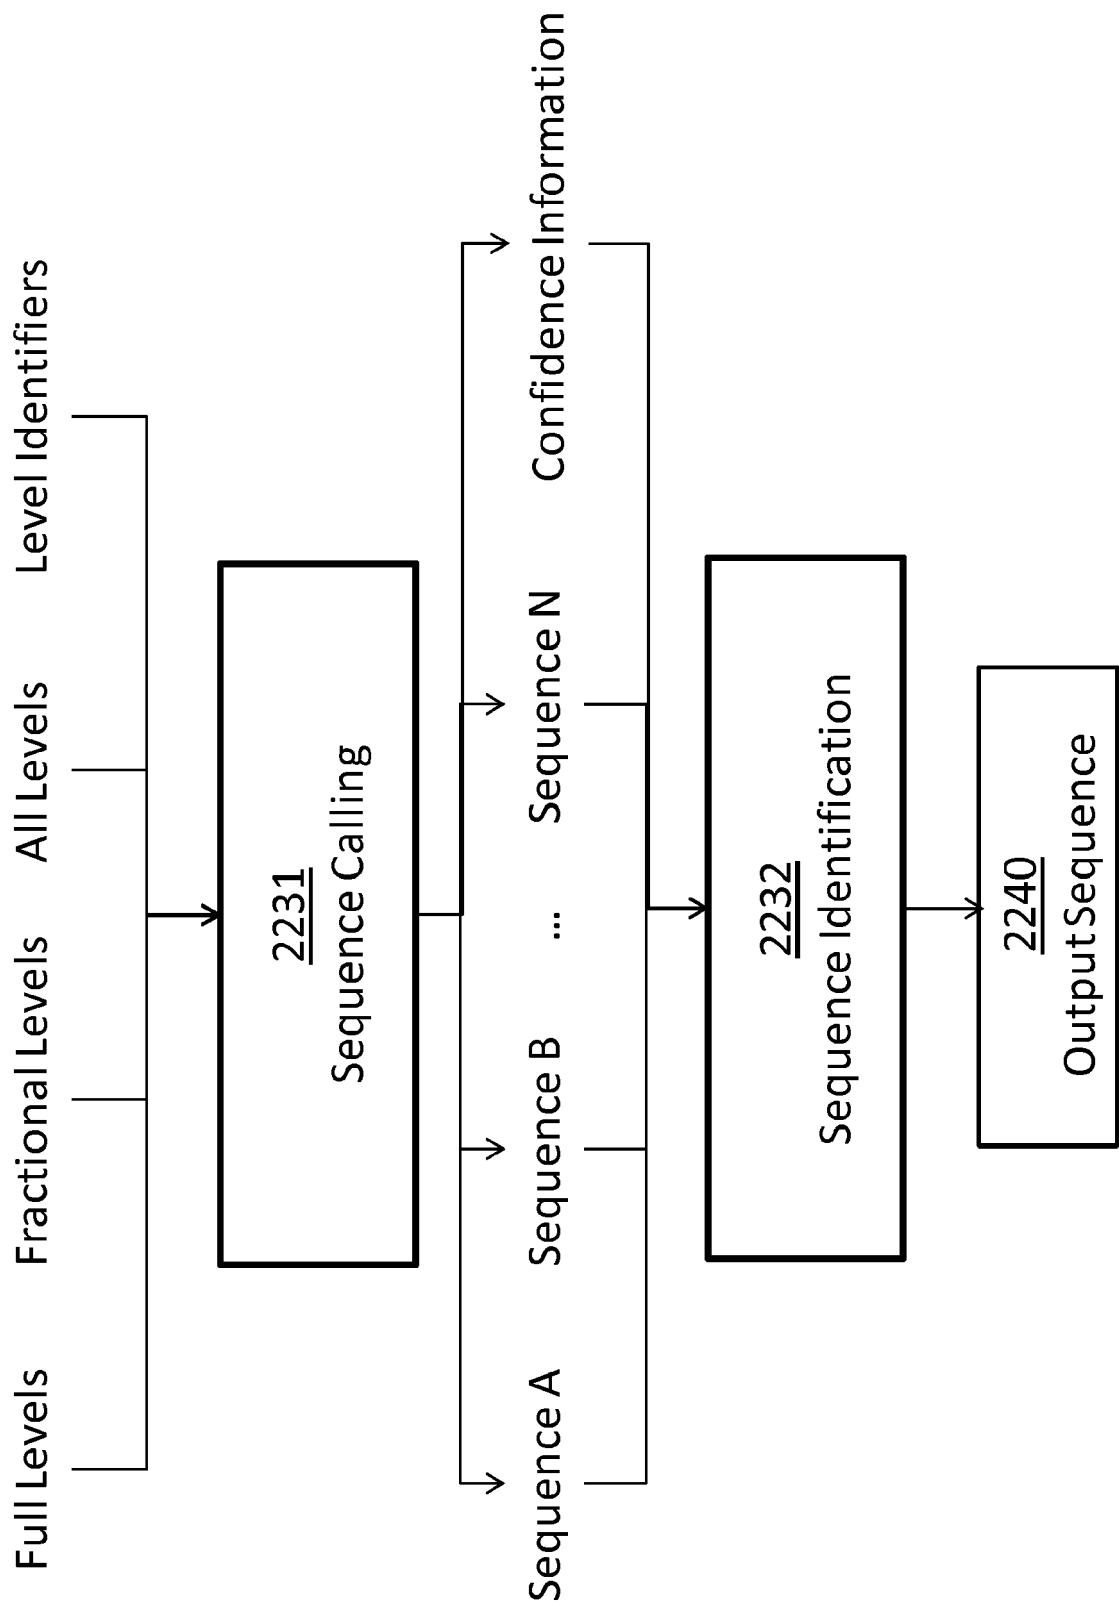 Full Levels
Fractional Levels
All Levels
Level Identifiers
2231
Sequence Calling
Sequence A
Sequence B
...
Sequence N
Confidence Information
2232
Sequence Identification
2240
Output Sequence